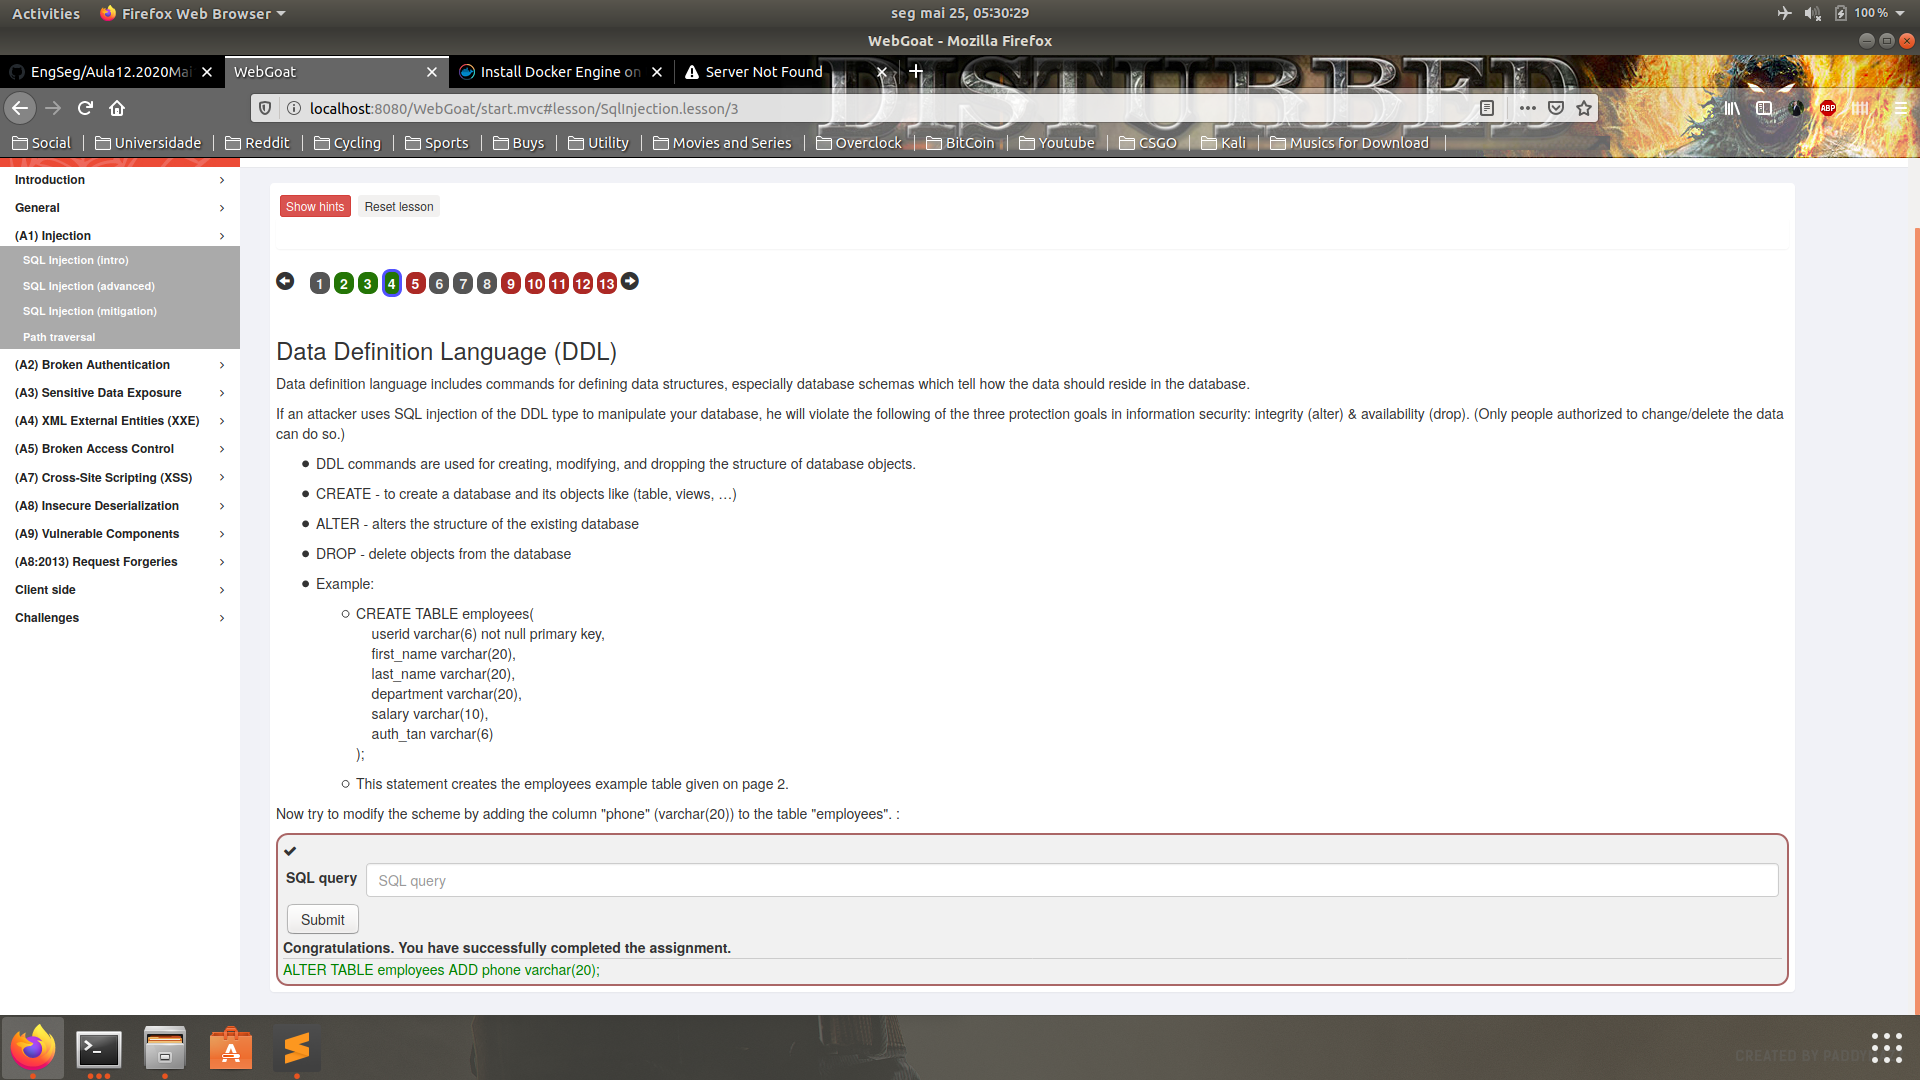 Activities
Firefox Web Browser
seg mai 25, 05:30:29
100 %
WebGoat - Mozilla Firefox
EngSeg/Aula12.2020Mai
WebGoat
Install Docker Engine on
Server Not Found
DISTURBED
localhost:8080/WebGoat/start.mvc#lesson/SqlInjection.lesson/3
ABP
Social
Universidade
Reddit
Cycling
Sports
Buys
Utility
Movies and Series
Overclock
BitCoin
Youtube
CSGO
Kali
Musics for Download
Introduction
General
(A1) Injection
SQL Injection (intro)
SQL Injection (advanced)
SQL Injection (mitigation)
Path traversal
(A2) Broken Authentication
(A3) Sensitive Data Exposure
(A4) XML External Entities (XXE)
(A5) Broken Access Control
(A7) Cross-Site Scripting (XSS)
(A8) Insecure Deserialization
(A9) Vulnerable Components
(A8:2013) Request Forgeries
Client side
Challenges
Show hints
Reset lesson
1 2 3 4 5 6 7 8 9 10 11 12 13
Data Definition Language (DDL)
Data definition language includes commands for defining data structures, especially database schemas which tell how the data should reside in the database.
If an attacker uses SQL injection of the DDL type to manipulate your database, he will violate the following of the three protection goals in information security: integrity (alter) & availability (drop). (Only people authorized to change/delete the data
can do so.)
DDL commands are used for creating, modifying, and dropping the structure of database objects.
CREATE - to create a database and its objects like (table, views, …)
ALTER - alters the structure of the existing database
DROP - delete objects from the database
Example:
CREATE TABLE employees(
userid varchar(6) not null primary key,
first_name varchar(20),
last_name varchar(20),
department varchar(20),
salary varchar(10),
auth_tan varchar(6)
);
This statement creates the employees example table given on page 2.
Now try to modify the scheme by adding the column "phone" (varchar(20)) to the table "employees". :
SQL query
SQL query
Submit
Congratulations. You have successfully completed the assignment.
ALTER TABLE employees ADD phone varchar(20);
CREATED BY PADDY